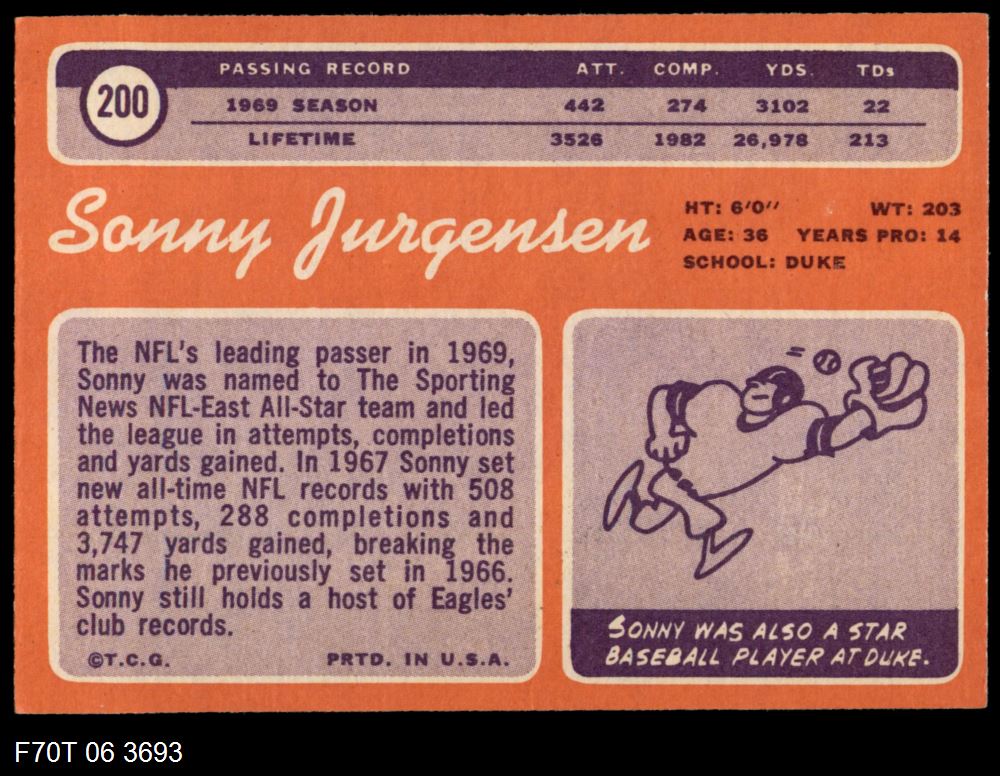 PASSING RECORD ATT. COMP. YDS. TDs
200
1969 SEASON 442 274 3102 22
LIFETIME 3526 1982 26,978 213
Sonny Jurgensen
HT: 6'0'' WT: 203
AGE: 36 YEARS PRO: 14
SCHOOL: DUKE
The NFL's leading passer in 1969,
Sonny was named to The Sporting
News NFL-East All-Star team and led
the league in attempts, completions
and yards gained. In 1967 Sonny set
new all-time NFL records with 508
attempts, 288 completions and
3,747 yards gained, breaking the
marks he previously set in 1966.
Sonny still holds a host of Eagles'
club records.
©T.C.G. PRTD. IN U.S.A.
SONNY WAS ALSO A STAR
BASEBALL PLAYER AT DUKE.
F70T 06 3693